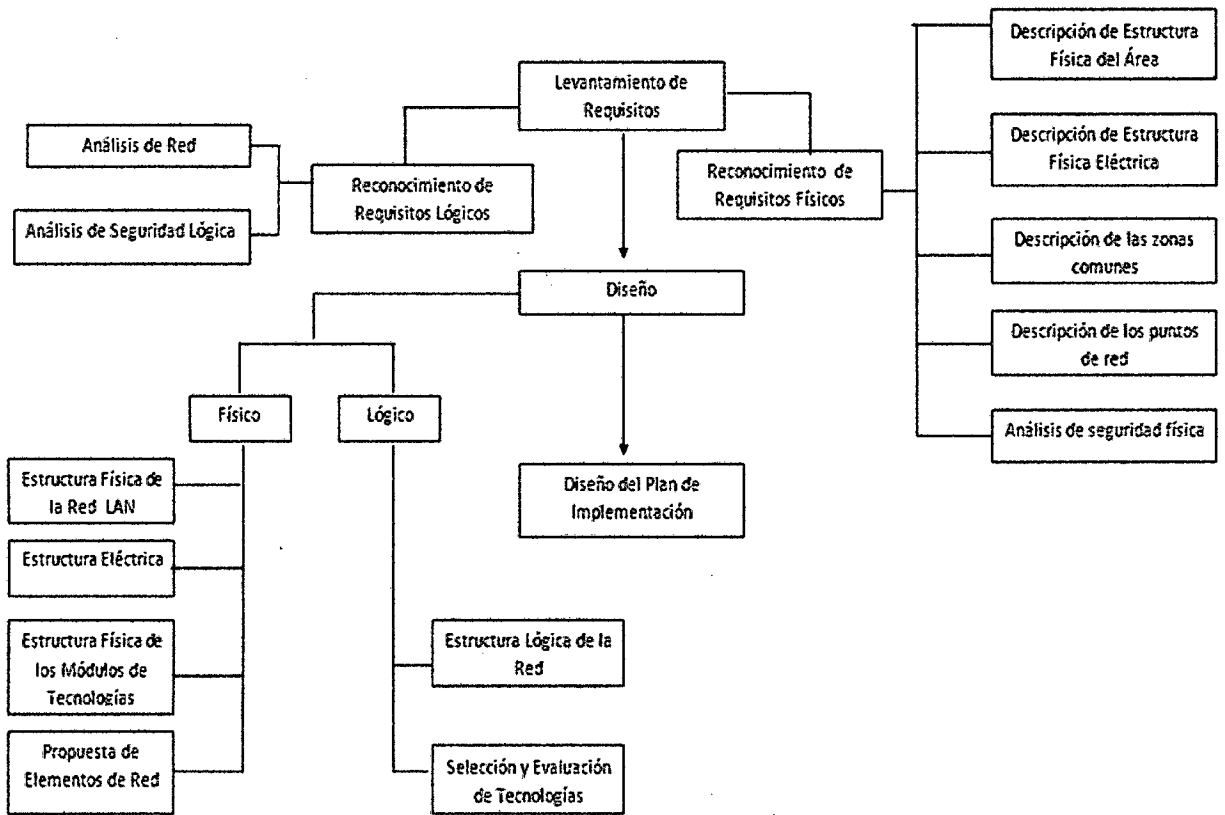 Levantamiento de
Requisitos
Análisis de Red
Análisis de Seguridad Lógica
Reconocimiento de
Requisitos Lógicos
Reconocimiento de
Requisitos Físicos
Descripción de Estructura
Física del Área
Descripción de Estructura
Física Eléctrica
Descripción de las zonas
comunes
Descripción de los puntos
de red
Análisis de seguridad física
Diseño
Físico
Lógico
Estructura Física de
la Red LAN
Estructura Eléctrica
Estructura Física de
los Módulos de
Tecnologías
Propuesta de
Elementos de Red
Estructura Lógica de la
Red
Selección y Evaluación
de Tecnologías
Diseño del Plan de
Implementación